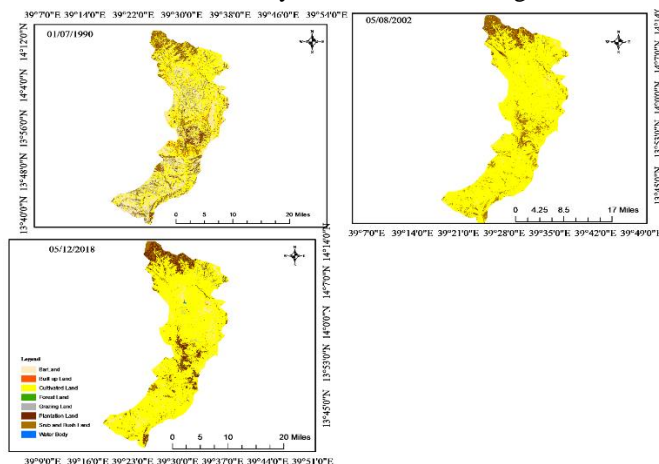 39°7'0"E 39°14'0"E 39°22'0"E 39°30'0"E 39°38'0"E 39°46'0"E 39°54'0"E
01/07/1990
14°12'0"N
14°4'0"N
13°56'0"N
13°48'0"N
13°40'0"N
0 5 10 20 Miles
05/08/2002
0 4.25 8.5 17 Miles
39°7'0"E 39°14'0"E 39°21'0"E 39°28'0"E 39°35'0"E 39°42'0"E 39°49'0"E
05/12/2018
14°14'0"N
14°7'0"N
14°0'0"N
13°53'0"N
13°45'0"N
Legend
Bar Land
Built up Land
Cultivated Land
Forest Land
Grazing Land
Plantation Land
Srub and Bush Land
Water Body
0 5 10 20 Miles
39°9'0"E 39°16'0"E 39°23'0"E 39°30'0"E 39°37'0"E 39°44'0"E 39°51'0"E